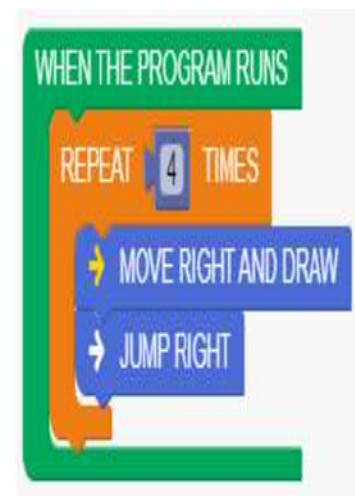 WHEN THE PROGRAM RUNS
REPEAT 4 TIMES
MOVE RIGHT AND DRAW
JUMP RIGHT